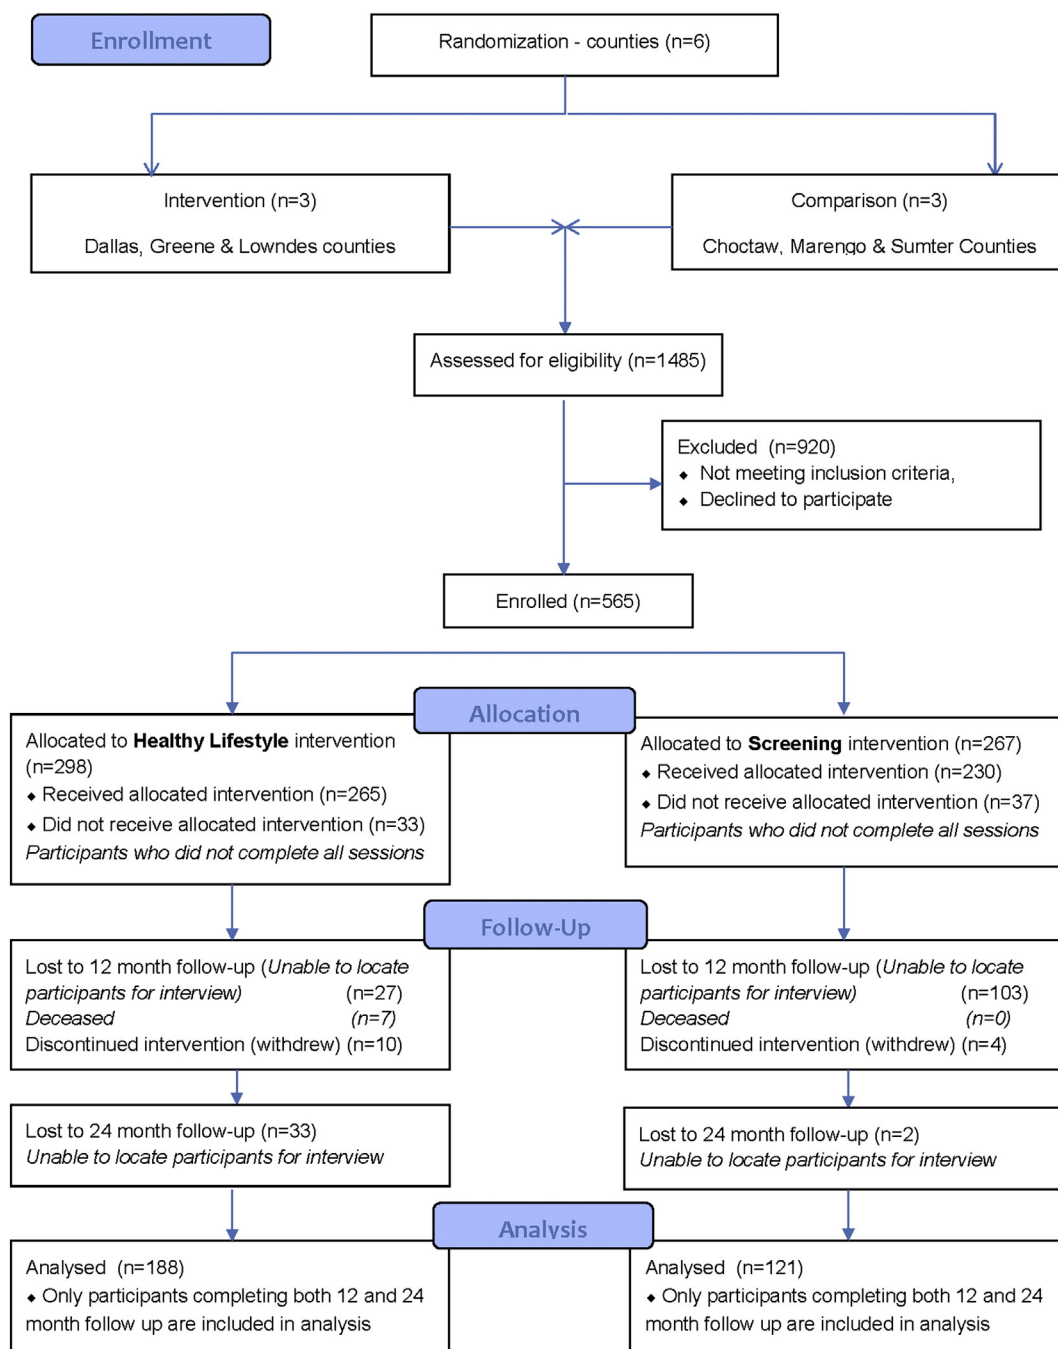 Enrollment
Randomization - counties (n=6)
Intervention (n=3)
Dallas, Greene & Lowndes counties
Comparison (n=3)
Choctaw, Marengo & Sumter Counties
Assessed for eligibility (n=1485)
Excluded (n=920)
◆ Not meeting inclusion criteria,
◆ Declined to participate
Enrolled (n=565)
Allocation
Allocated to Healthy Lifestyle intervention
(n=298)
◆ Received allocated intervention (n=265)
◆ Did not receive allocated intervention (n=33)
Participants who did not complete all sessions
Allocated to Screening intervention (n=267)
◆ Received allocated intervention (n=230)
◆ Did not receive allocated intervention (n=37)
Participants who did not complete all sessions
Follow-Up
Lost to 12 month follow-up (Unable to locate
participants for interview) (n=27)
Deceased (n=7)
Discontinued intervention (withdrew) (n=10)
Lost to 12 month follow-up (Unable to locate
participants for interview) (n=103)
Deceased (n=0)
Discontinued intervention (withdrew) (n=4)
Lost to 24 month follow-up (n=33)
Unable to locate participants for interview
Lost to 24 month follow-up (n=2)
Unable to locate participants for interview
Analysis
Analysed (n=188)
◆ Only participants completing both 12 and 24
month follow up are included in analysis
Analysed (n=121)
◆ Only participants completing both 12 and 24
month follow up are included in analysis